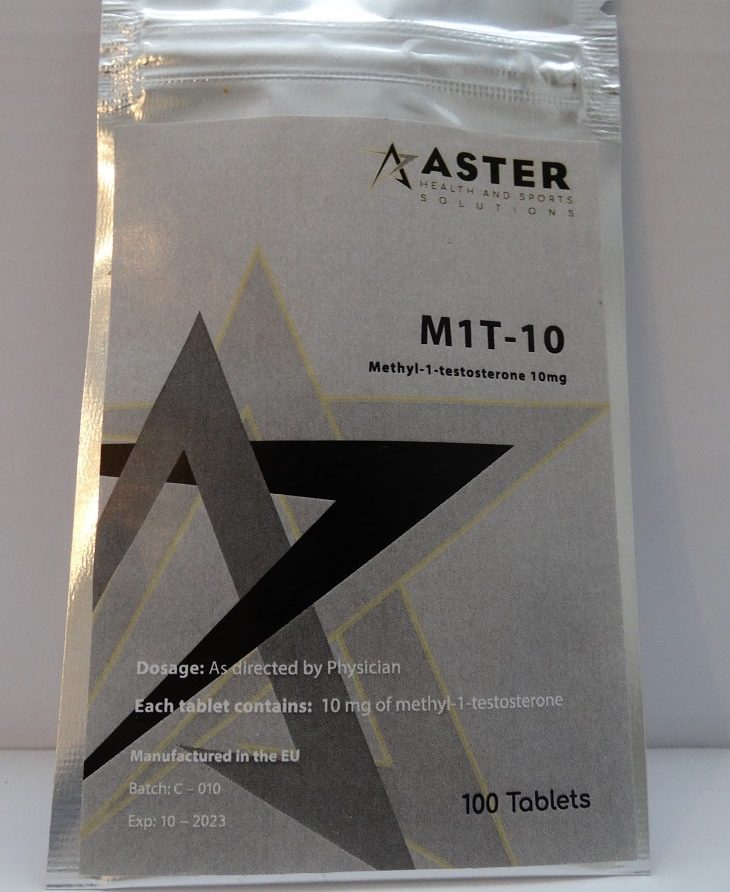 ASTER
HEALTH AND SPORTS
SOLUTIONS
M1T-10
Methyl-1-testosterone 10mg
Dosage: As directed by Physician
Each tablet contains: 10 mg of methyl-1-testosterone
Manufactured in the EU
Batch: C – 010
Exp: 10 – 2023
100 Tablets